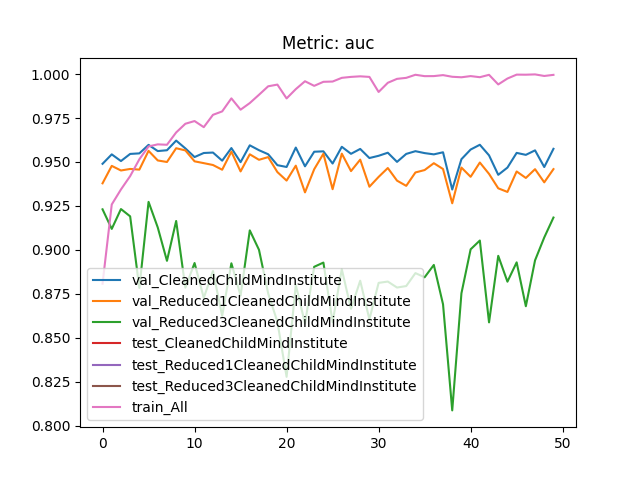 Metric: auc
1.000
0.975
0.950
0.925
0.900
0.875
0.850
0.825
0.800
val_CleanedChildMindInstitute
val_Reduced1CleanedChildMindInstitute
val_Reduced3CleanedChildMindInstitute
test_CleanedChildMindInstitute
test_Reduced1CleanedChildMindInstitute
test_Reduced3CleanedChildMindInstitute
train_All
0 10 20 30 40 50